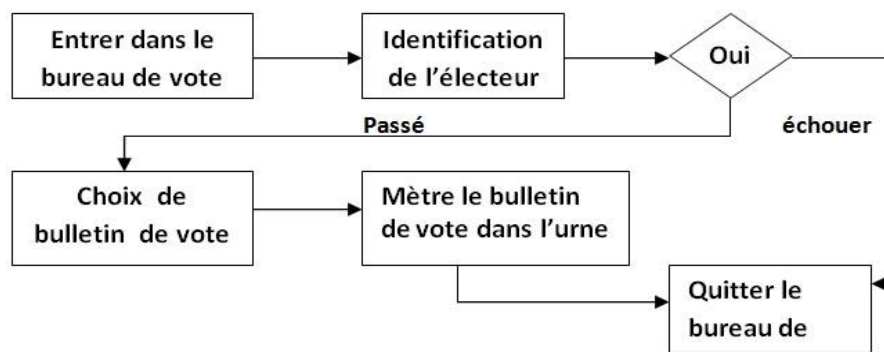 Entrer dans le
bureau de vote
Identification
de l’électeur
Oui
Passé
échouer
Choix de
bulletin de vote
Mètre le bulletin
de vote dans l’urne
Quitter le
bureau de